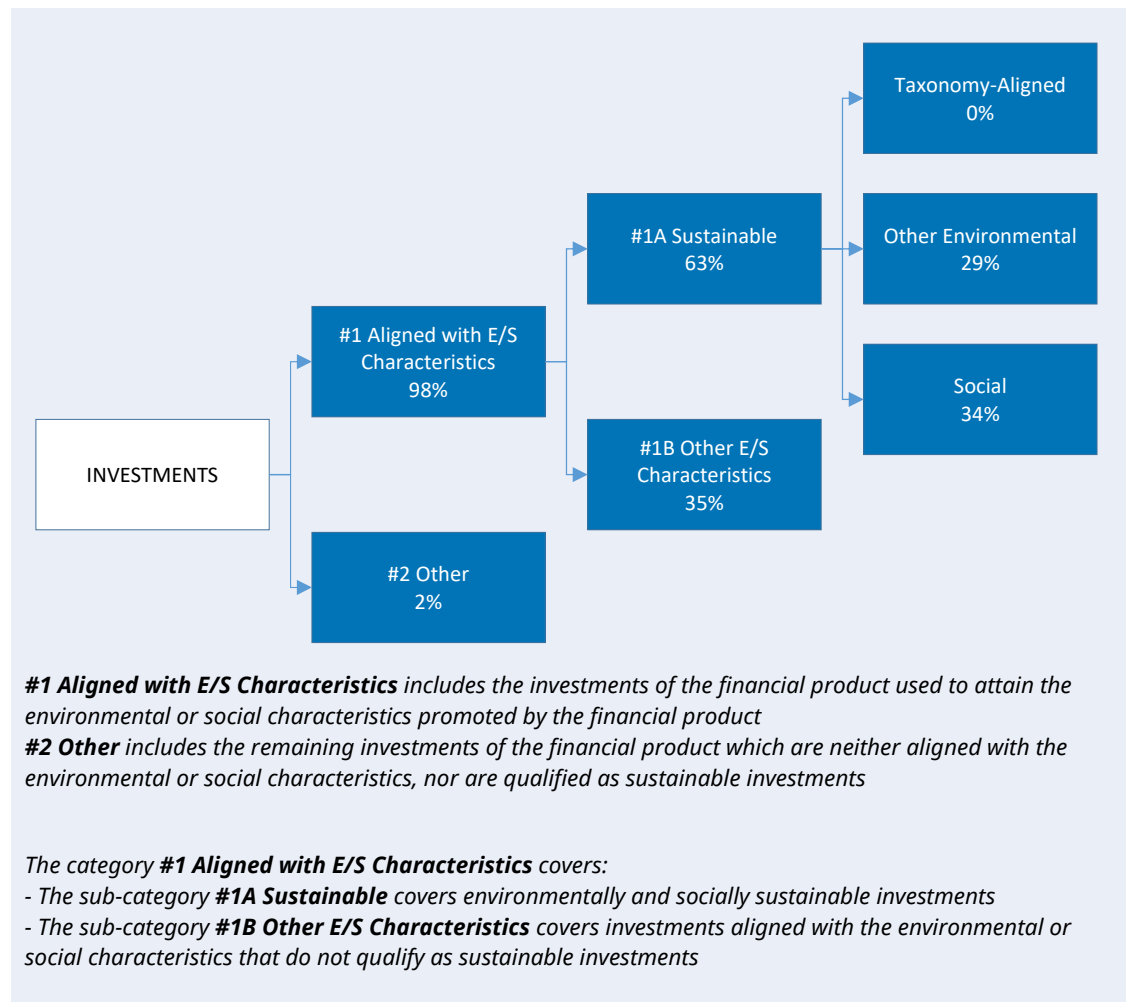 Taxonomy-Aligned
0%
#1A Sustainable
63%
Other Environmental
29%
#1 Aligned with E/S
Characteristics
98%
Social
34%
INVESTMENTS
#1B Other E/S
Characteristics
35%
#2 Other
2%
#1 Aligned with E/S Characteristics includes the investments of the financial product used to attain the
environmental or social characteristics promoted by the financial product
#2 Other includes the remaining investments of the financial product which are neither aligned with the
environmental or social characteristics, nor are qualified as sustainable investments
The category #1 Aligned with E/S Characteristics covers:
- The sub-category #1A Sustainable covers environmentally and socially sustainable investments
- The sub-category #1B Other E/S Characteristics covers investments aligned with the environmental or
social characteristics that do not qualify as sustainable investments